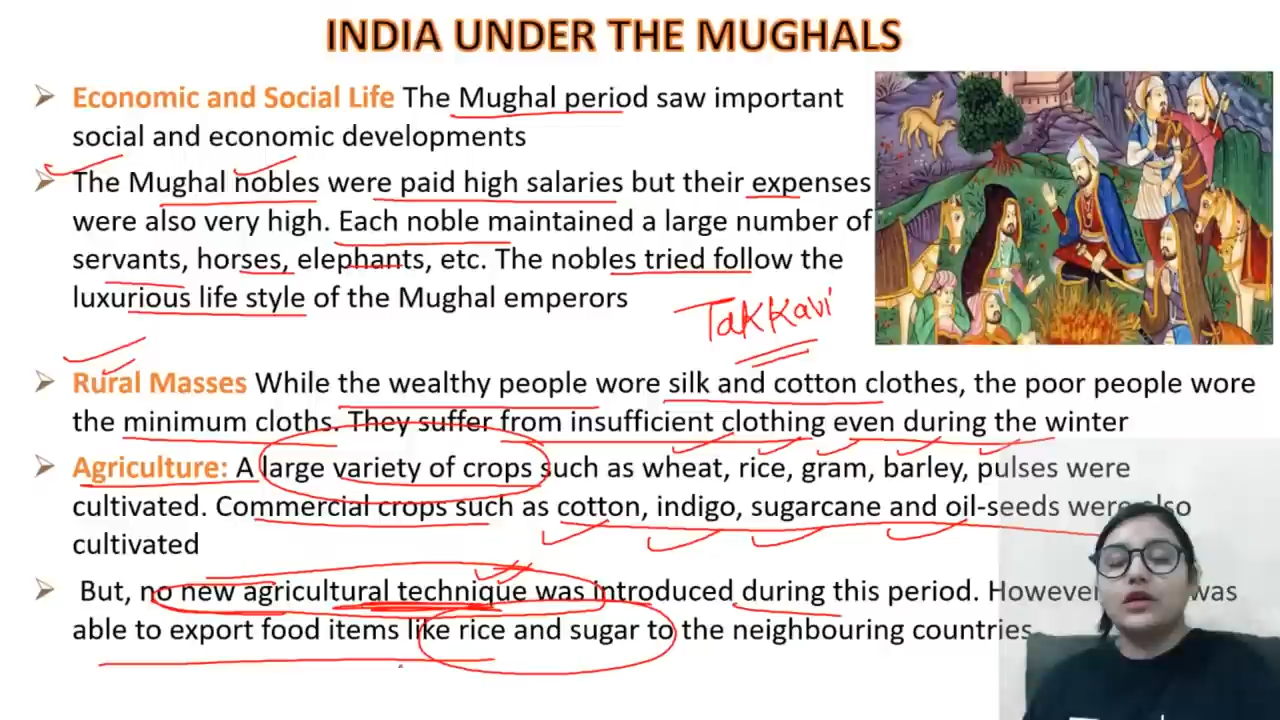 INDIA UNDER THE MUGHALS
Economic and Social Life The Mughal period saw important
social and economic developments
The Mughal nobles were paid high salaries but their expenses
were also very high. Each noble maintained a large number of
servants, horses, elephants, etc. The nobles tried follow the
luxurious life style of the Mughal emperors
Takkavi
Rural Masses While the wealthy people wore silk and cotton clothes, the poor people wore
the minimum cloths. They suffer from insufficient clothing even during the winter
Agriculture: A large variety of crops such as wheat, rice, gram, barley, pulses were
cultivated. Commercial crops such as cotton, indigo, sugarcane and oil-seeds were also
cultivated
But, no new agricultural technique was introduced during this period. However was
able to export food items like rice and sugar to the neighbouring countries